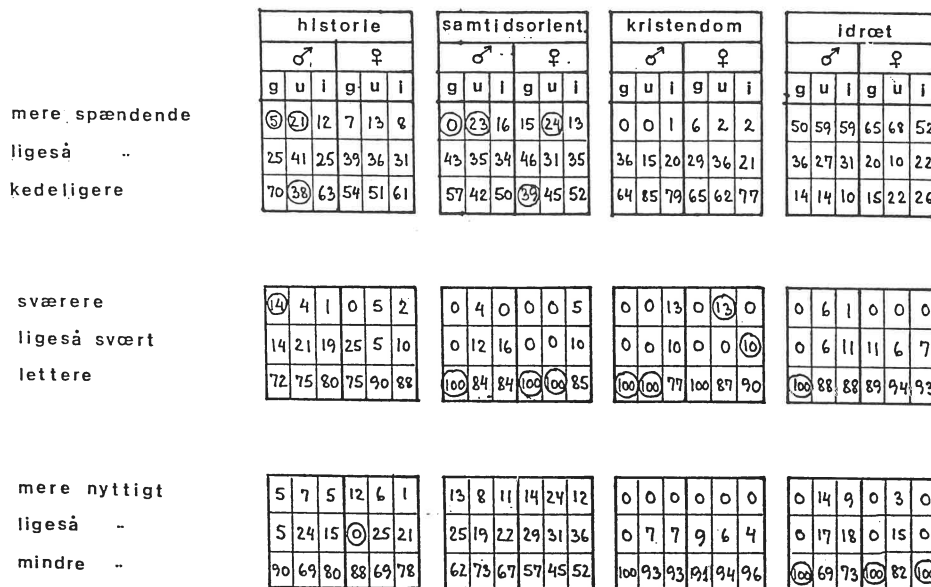 historie samtidsorient. kristendom idræt
♂ ♀ ♂ ♀ ♂ ♀ ♂ ♀
g u i g u i g u i g u i g u i g u i g u i g u i
mere spændende 5 21 12 7 13 8 0 23 16 15 24 13 0 0 1 6 2 2 50 59 59 65 68 52
ligeså -- 25 41 25 39 36 31 43 35 34 46 31 35 36 15 20 29 36 21 36 27 31 20 10 22
kedeligere 70 38 63 54 51 61 57 42 50 39 45 52 64 85 79 65 62 77 14 14 10 15 22 26
sværere 14 4 1 0 5 2 0 4 0 0 0 5 0 0 13 0 13 0 0 6 1 0 0 0
ligeså svært 14 21 19 25 5 10 0 12 16 0 0 10 0 0 10 0 0 10 0 6 11 11 6 7
lettere 72 75 80 75 90 88 100 84 84 100 100 85 100 100 77 100 87 90 100 88 88 89 94 93
mere nyttigt 5 7 5 12 6 1 13 8 11 14 24 12 0 0 0 0 0 0 0 14 9 0 3 0
ligeså -- 5 24 15 0 25 21 25 19 22 29 31 36 0 7 7 9 6 4 0 17 18 0 15 0
mindre -- 90 69 80 88 69 78 62 73 67 57 45 52 100 93 93 91 94 96 100 69 73 100 82 100